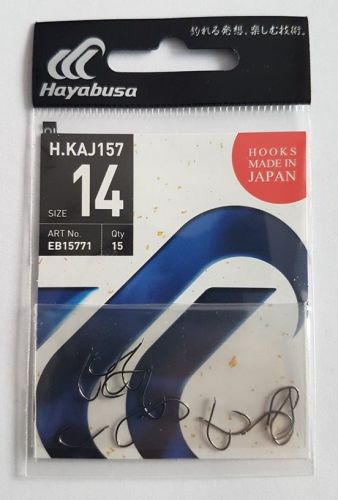 釣れる発想、楽しむ技術。
Hayabusa
H.KAJ157
SIZE 14
ART No. Qty
EB15771 15
HOOKS
MADE IN
JAPAN